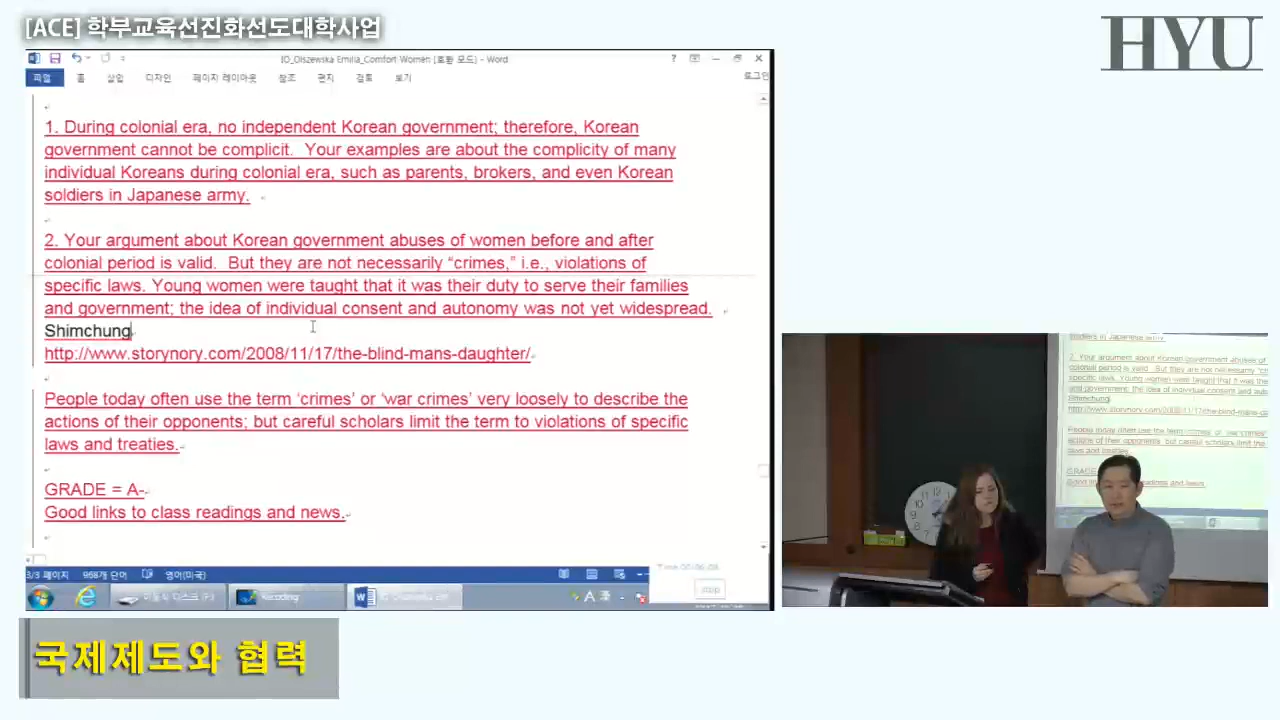 [ACE] 학부교육선진화선도대학사업
HYU
IO_Olszewska Emilia_Comfort Women [호환 모드] - Word
파일 홈 삽입 디자인 페이지 레이아웃 참조 편지 검토 보기
로그인
1. During colonial era, no independent Korean government; therefore, Korean
government cannot be complicit. Your examples are about the complicity of many
individual Koreans during colonial era, such as parents, brokers, and even Korean
soldiers in Japanese army.
2. Your argument about Korean government abuses of women before and after
colonial period is valid. But they are not necessarily “crimes,” i.e., violations of
specific laws. Young women were taught that it was their duty to serve their families
and government; the idea of individual consent and autonomy was not yet widespread.
Shimchung
http://www.storynory.com/2008/11/17/the-blind-mans-daughter/
People today often use the term ‘crimes’ or ‘war crimes’ very loosely to describe the
actions of their opponents; but careful scholars limit the term to violations of specific
laws and treaties.
GRADE = A-
Good links to class readings and news.
3/3 페이지 968개 단어 영어(미국)
stop
국제제도와 협력